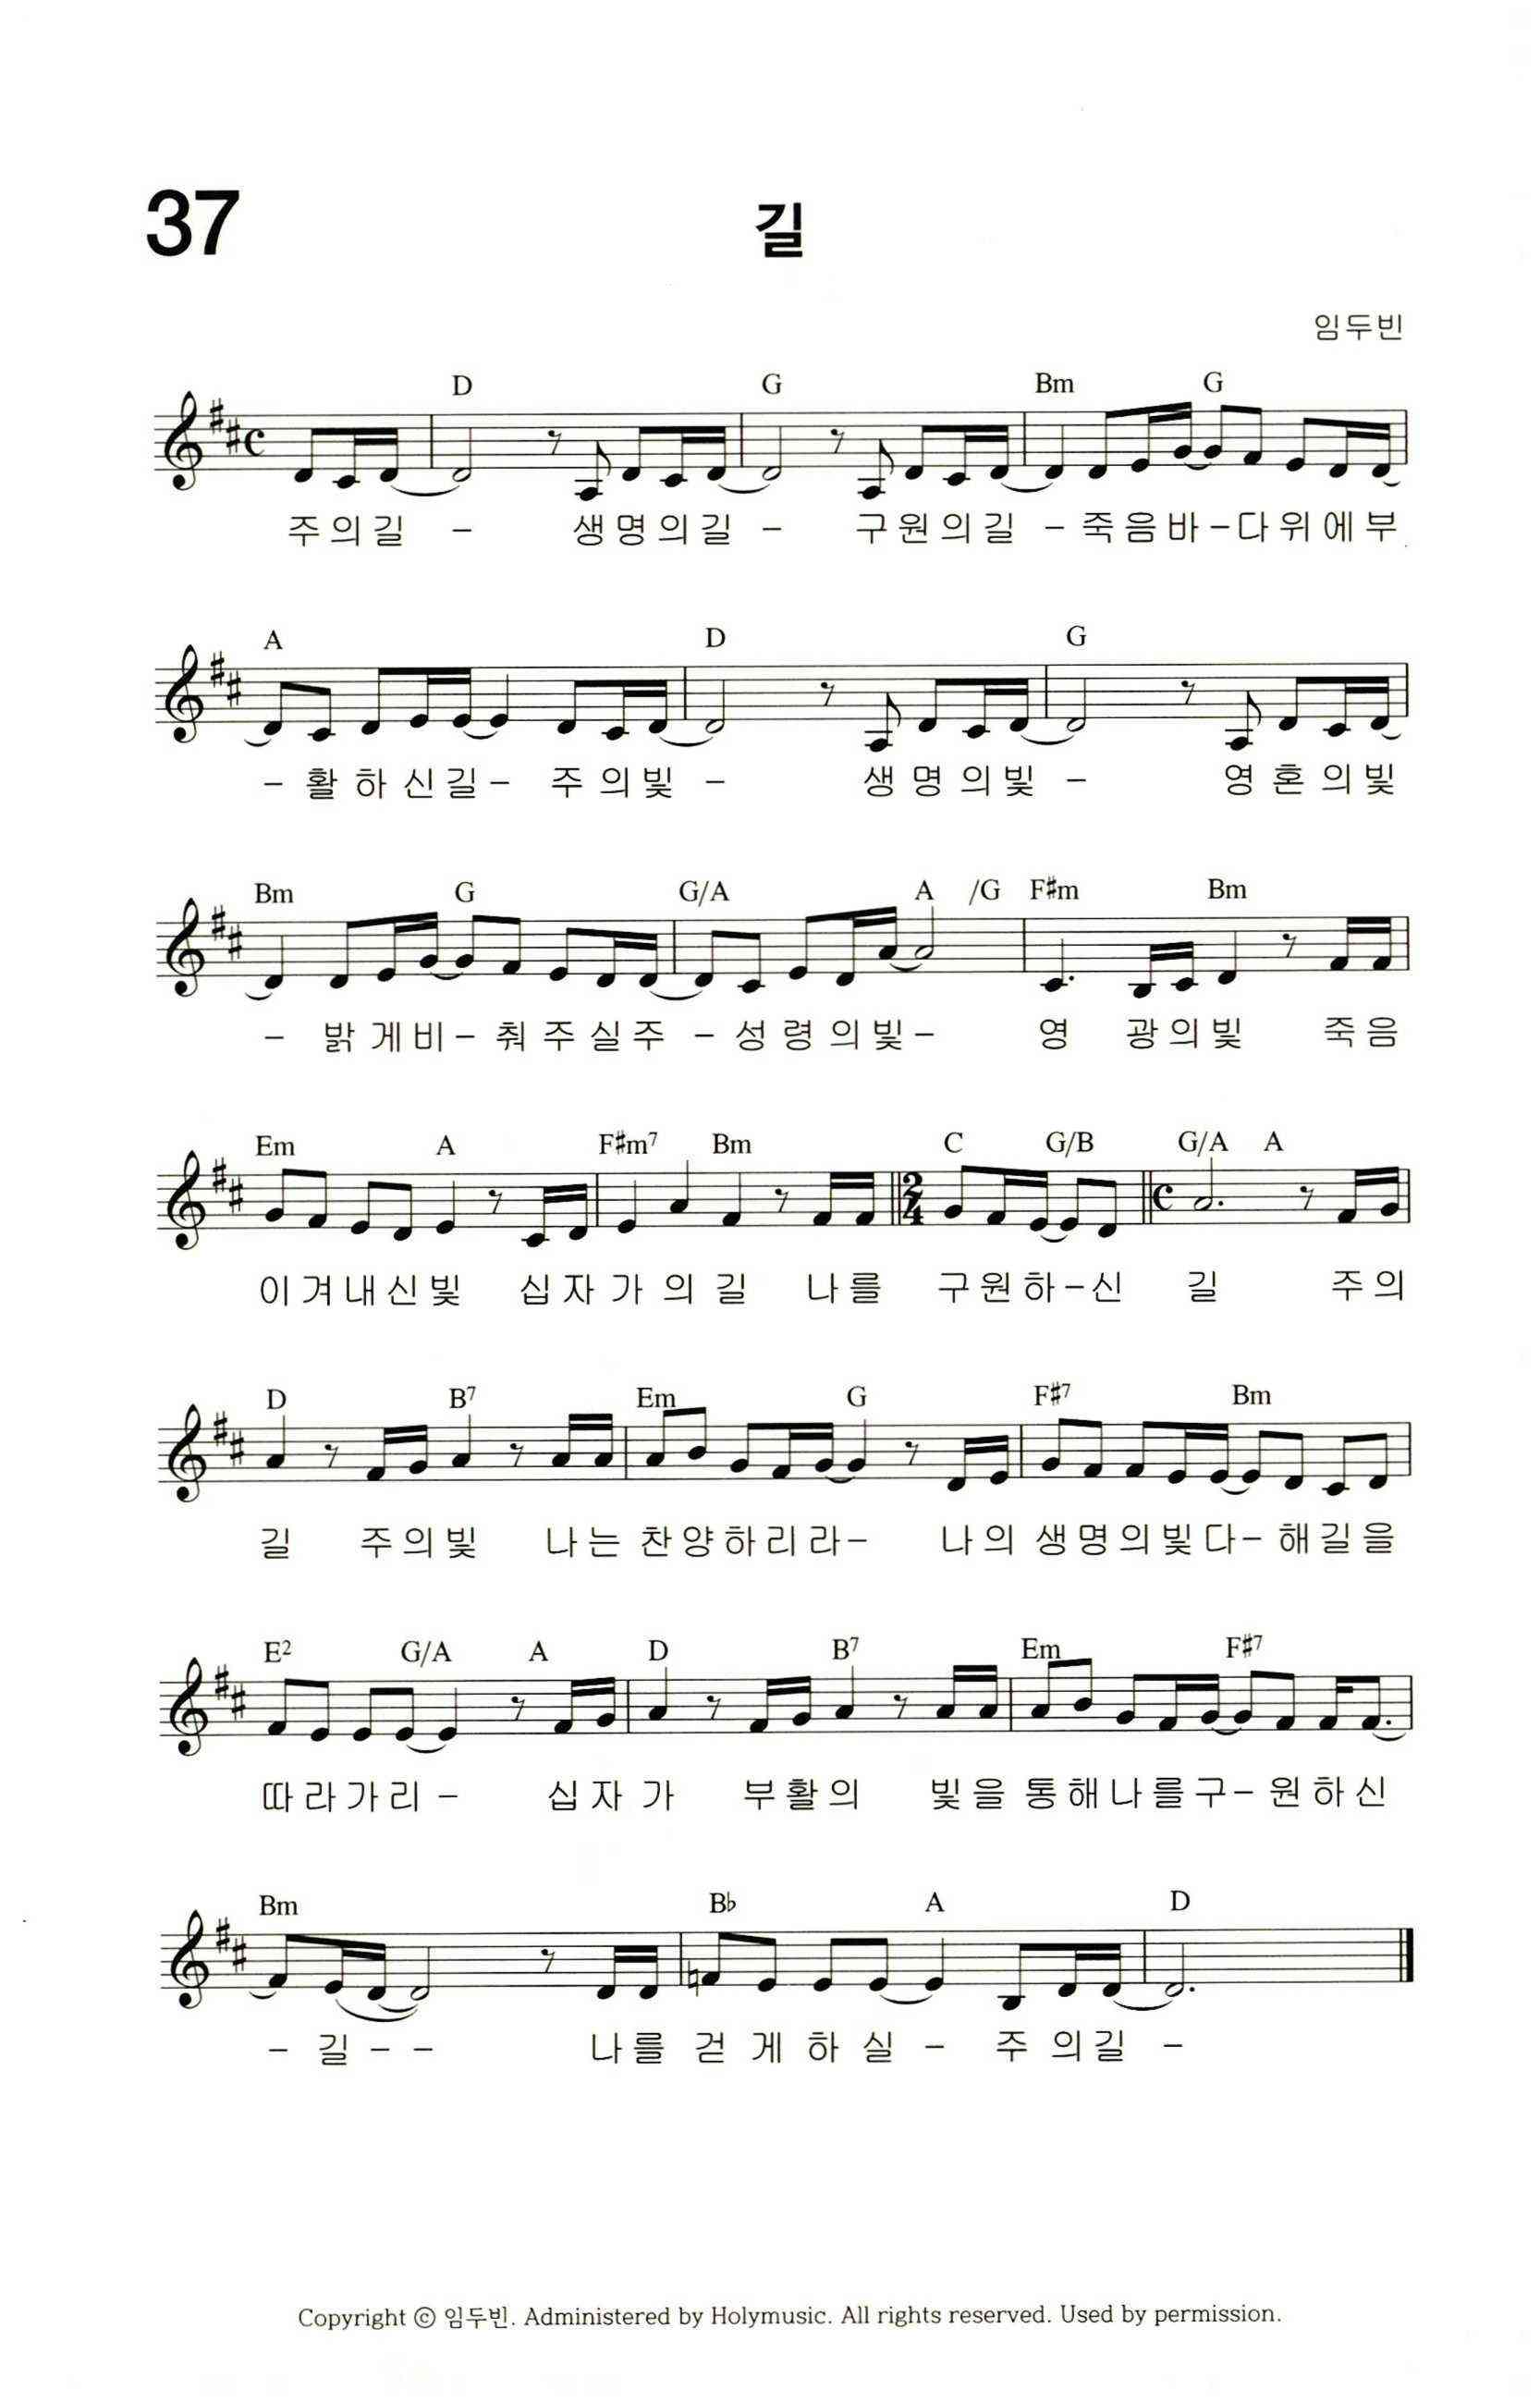 37
길
임두빈
D G Bm G
주의길 - 생명의길 - 구원의길 - 죽음바-다위에부
A D G
-활하신길- 주의빛 - 생명의빛 - 영혼의빛
Bm G G/A A /G F#m Bm
- 밝게비-춰주실주 -성령의빛- 영 광의빛 죽음
Em A F#m7 Bm C G/B G/A A
이겨내신빛 십자가의길 나를 구원하-신 길 주의
D B7 Em G F#7 Bm
길 주의빛 나는찬양하리라- 나의생명의빛다-해길을
E2 G/A A D B7 Em F#7
따라가리- 십자가 부활의 빛을통해나를구-원하신
Bm B♭ A D
-길-- 나를걷게하실- 주의길 -
Copyright ⓒ 임두빈. Administered by Holymusic. All rights reserved. Used by permission.